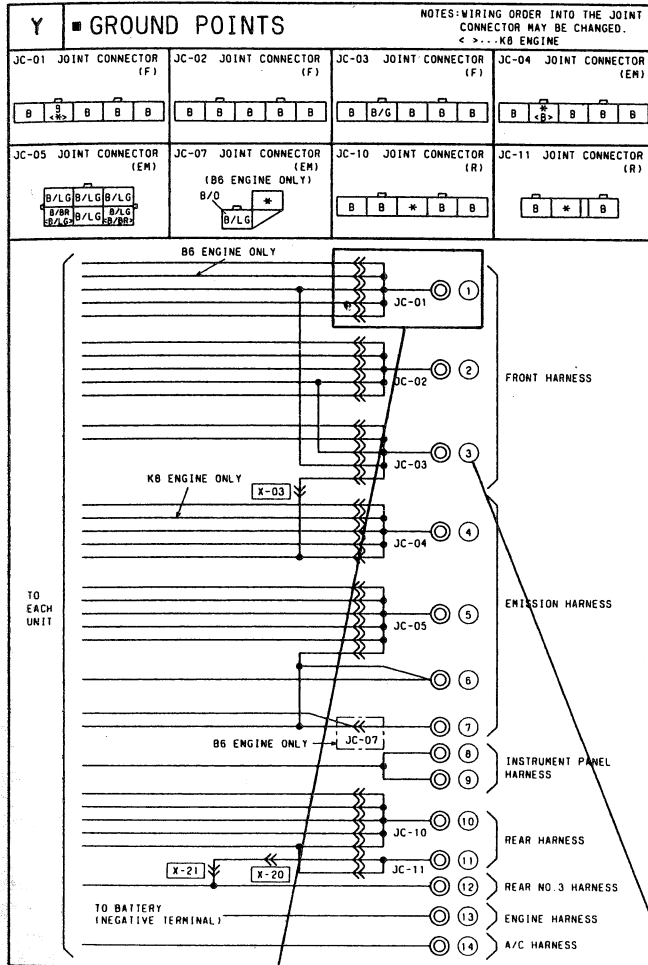 Y
■ GROUND POINTS
NOTES:WIRING ORDER INTO THE JOINT
CONNECTOR MAY BE CHANGED.
< >...K8 ENGINE
JC-01 JOINT CONNECTOR
(F)
B B <*> B B B
JC-02 JOINT CONNECTOR
(F)
B B B B B
JC-03 JOINT CONNECTOR
(F)
B B/G B B B
JC-04 JOINT CONNECTOR
(EM)
B * <B> B B B
JC-05 JOINT CONNECTOR
(EM)
B/LG B/LG B/LG
B/BR <B/LG> B/LG B/LG <B/BR>
JC-07 JOINT CONNECTOR
(EM)
(B6 ENGINE ONLY)
B/O
*
B/LG
JC-10 JOINT CONNECTOR
(R)
B B * B B
JC-11 JOINT CONNECTOR
(R)
B * B
B6 ENGINE ONLY
JC-01
1
JC-02
2
FRONT HARNESS
JC-03
3
K8 ENGINE ONLY
X-03
JC-04
4
TO
EACH
UNIT
EMISSION HARNESS
JC-05
5
6
7
B6 ENGINE ONLY
JC-07
8
INSTRUMENT PANEL
HARNESS
9
10
JC-10
REAR HARNESS
11
X-21
X-20
JC-11
12
REAR NO.3 HARNESS
TO BATTERY
(NEGATIVE TERMINAL)
13
ENGINE HARNESS
14
A/C HARNESS